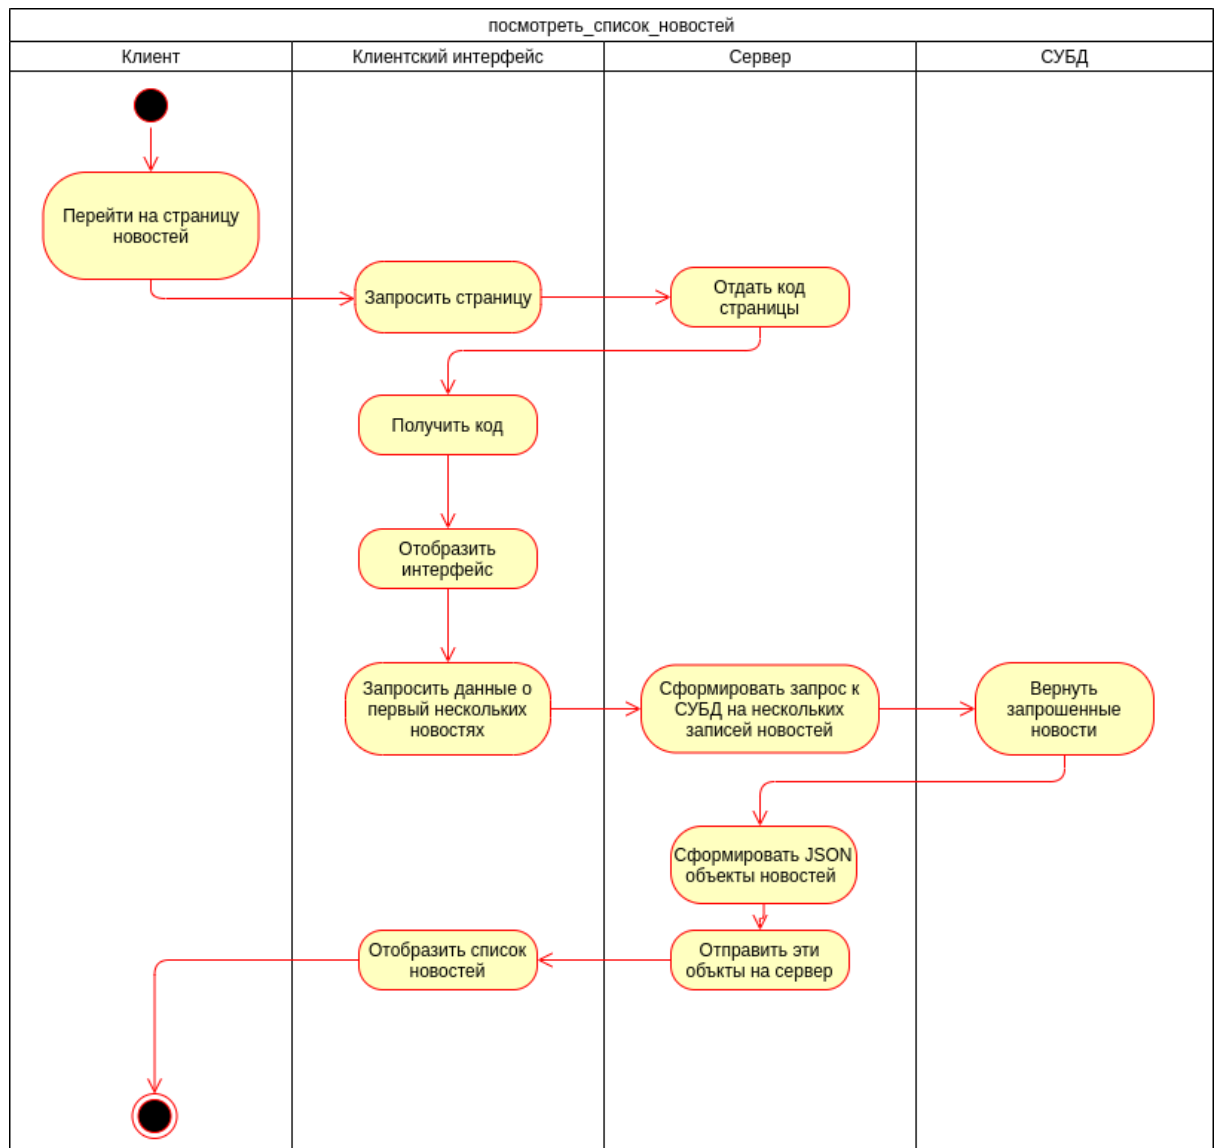 посмотреть_список_новостей
Клиент
Клиентский интерфейс
Сервер
СУБД
Перейти на страницу
новостей
Запросить страницу
Отдать код
страницы
Получить код
Отобразить
интерфейс
Запросить данные о
первый нескольких
новостях
Сформировать запрос к
СУБД на нескольких
записей новостей
Вернуть
запрошенные
новости
Сформировать JSON
объекты новостей
Отобразить список
новостей
Отправить эти
объкты на сервер